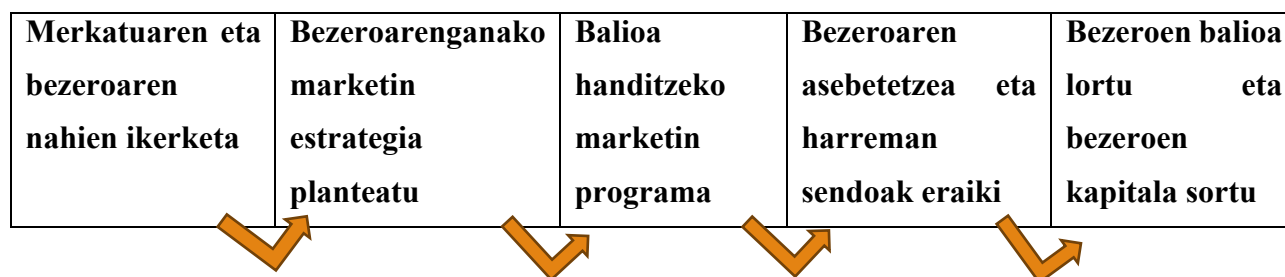 Merkatuaren eta
bezeroaren
nahien ikerketa
Bezeroarenganako
marketin
estrategia
planteatu
Balioa
handitzeko
marketin
programa
Bezeroaren
asebetetzea eta
harreman
sendoak eraiki
Bezeroen balioa
lortu eta
bezeroen
kapitala sortu